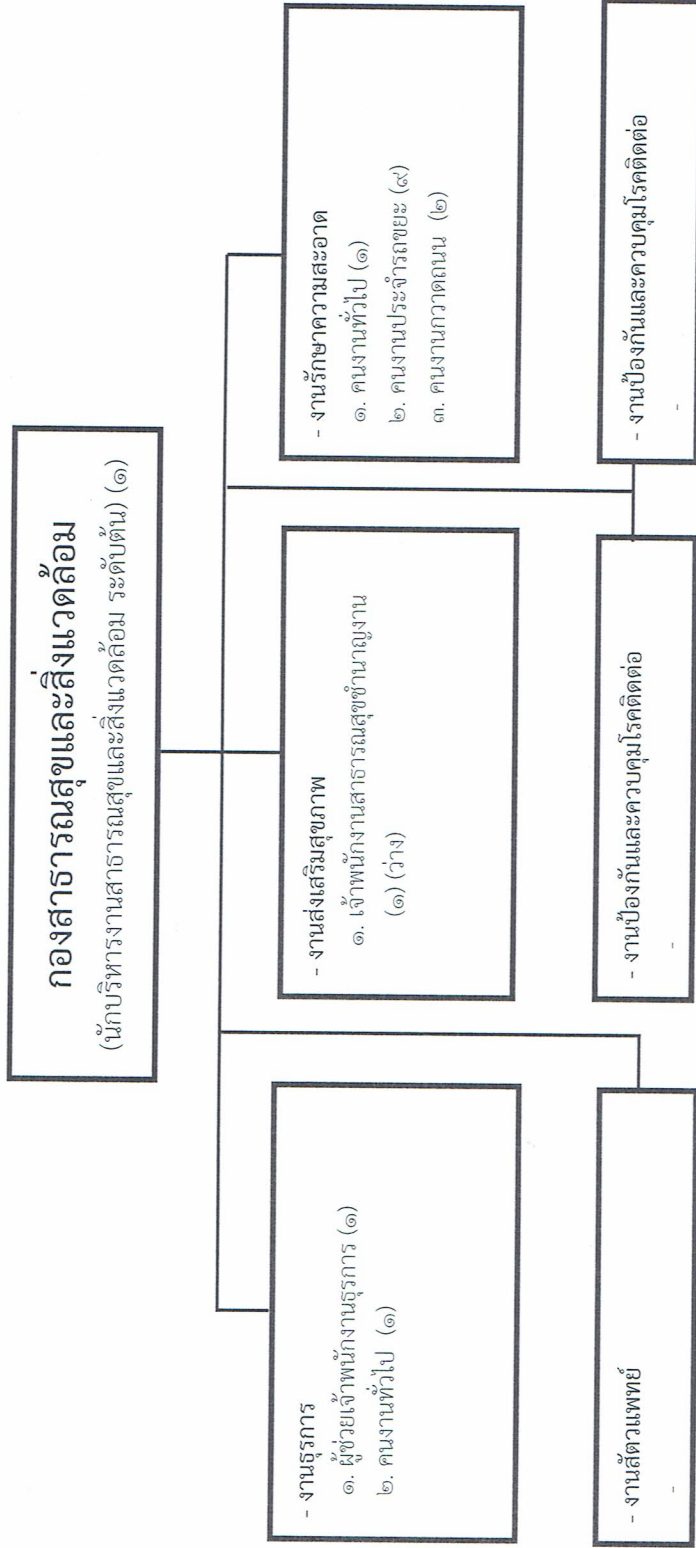 กองสาธารณสุขและสิ่งแวดล้อม
(นักบริหารงานสาธารณสุขและสิ่งแวดล้อม ระดับต้น) (๑)
- งานธุรการ
๑. ผู้ช่วยเจ้าพนักงานธุรการ (๑)
๒. คนงานทั่วไป (๑)
- งานส่งเสริมสุขภาพ
๑. เจ้าพนักงานสาธารณสุขชำนาญงาน
(๑) (ว่าง)
- งานรักษาความสะอาด
๑. คนงานทั่วไป (๑)
๒. คนงานประจำรถขยะ (๙)
๓. คนงานกวาดถนน (๒)
- งานสัตวแพทย์
-
- งานป้องกันและควบคุมโรคติดต่อ
-
- งานป้องกันและควบคุมโรคติดต่อ
-